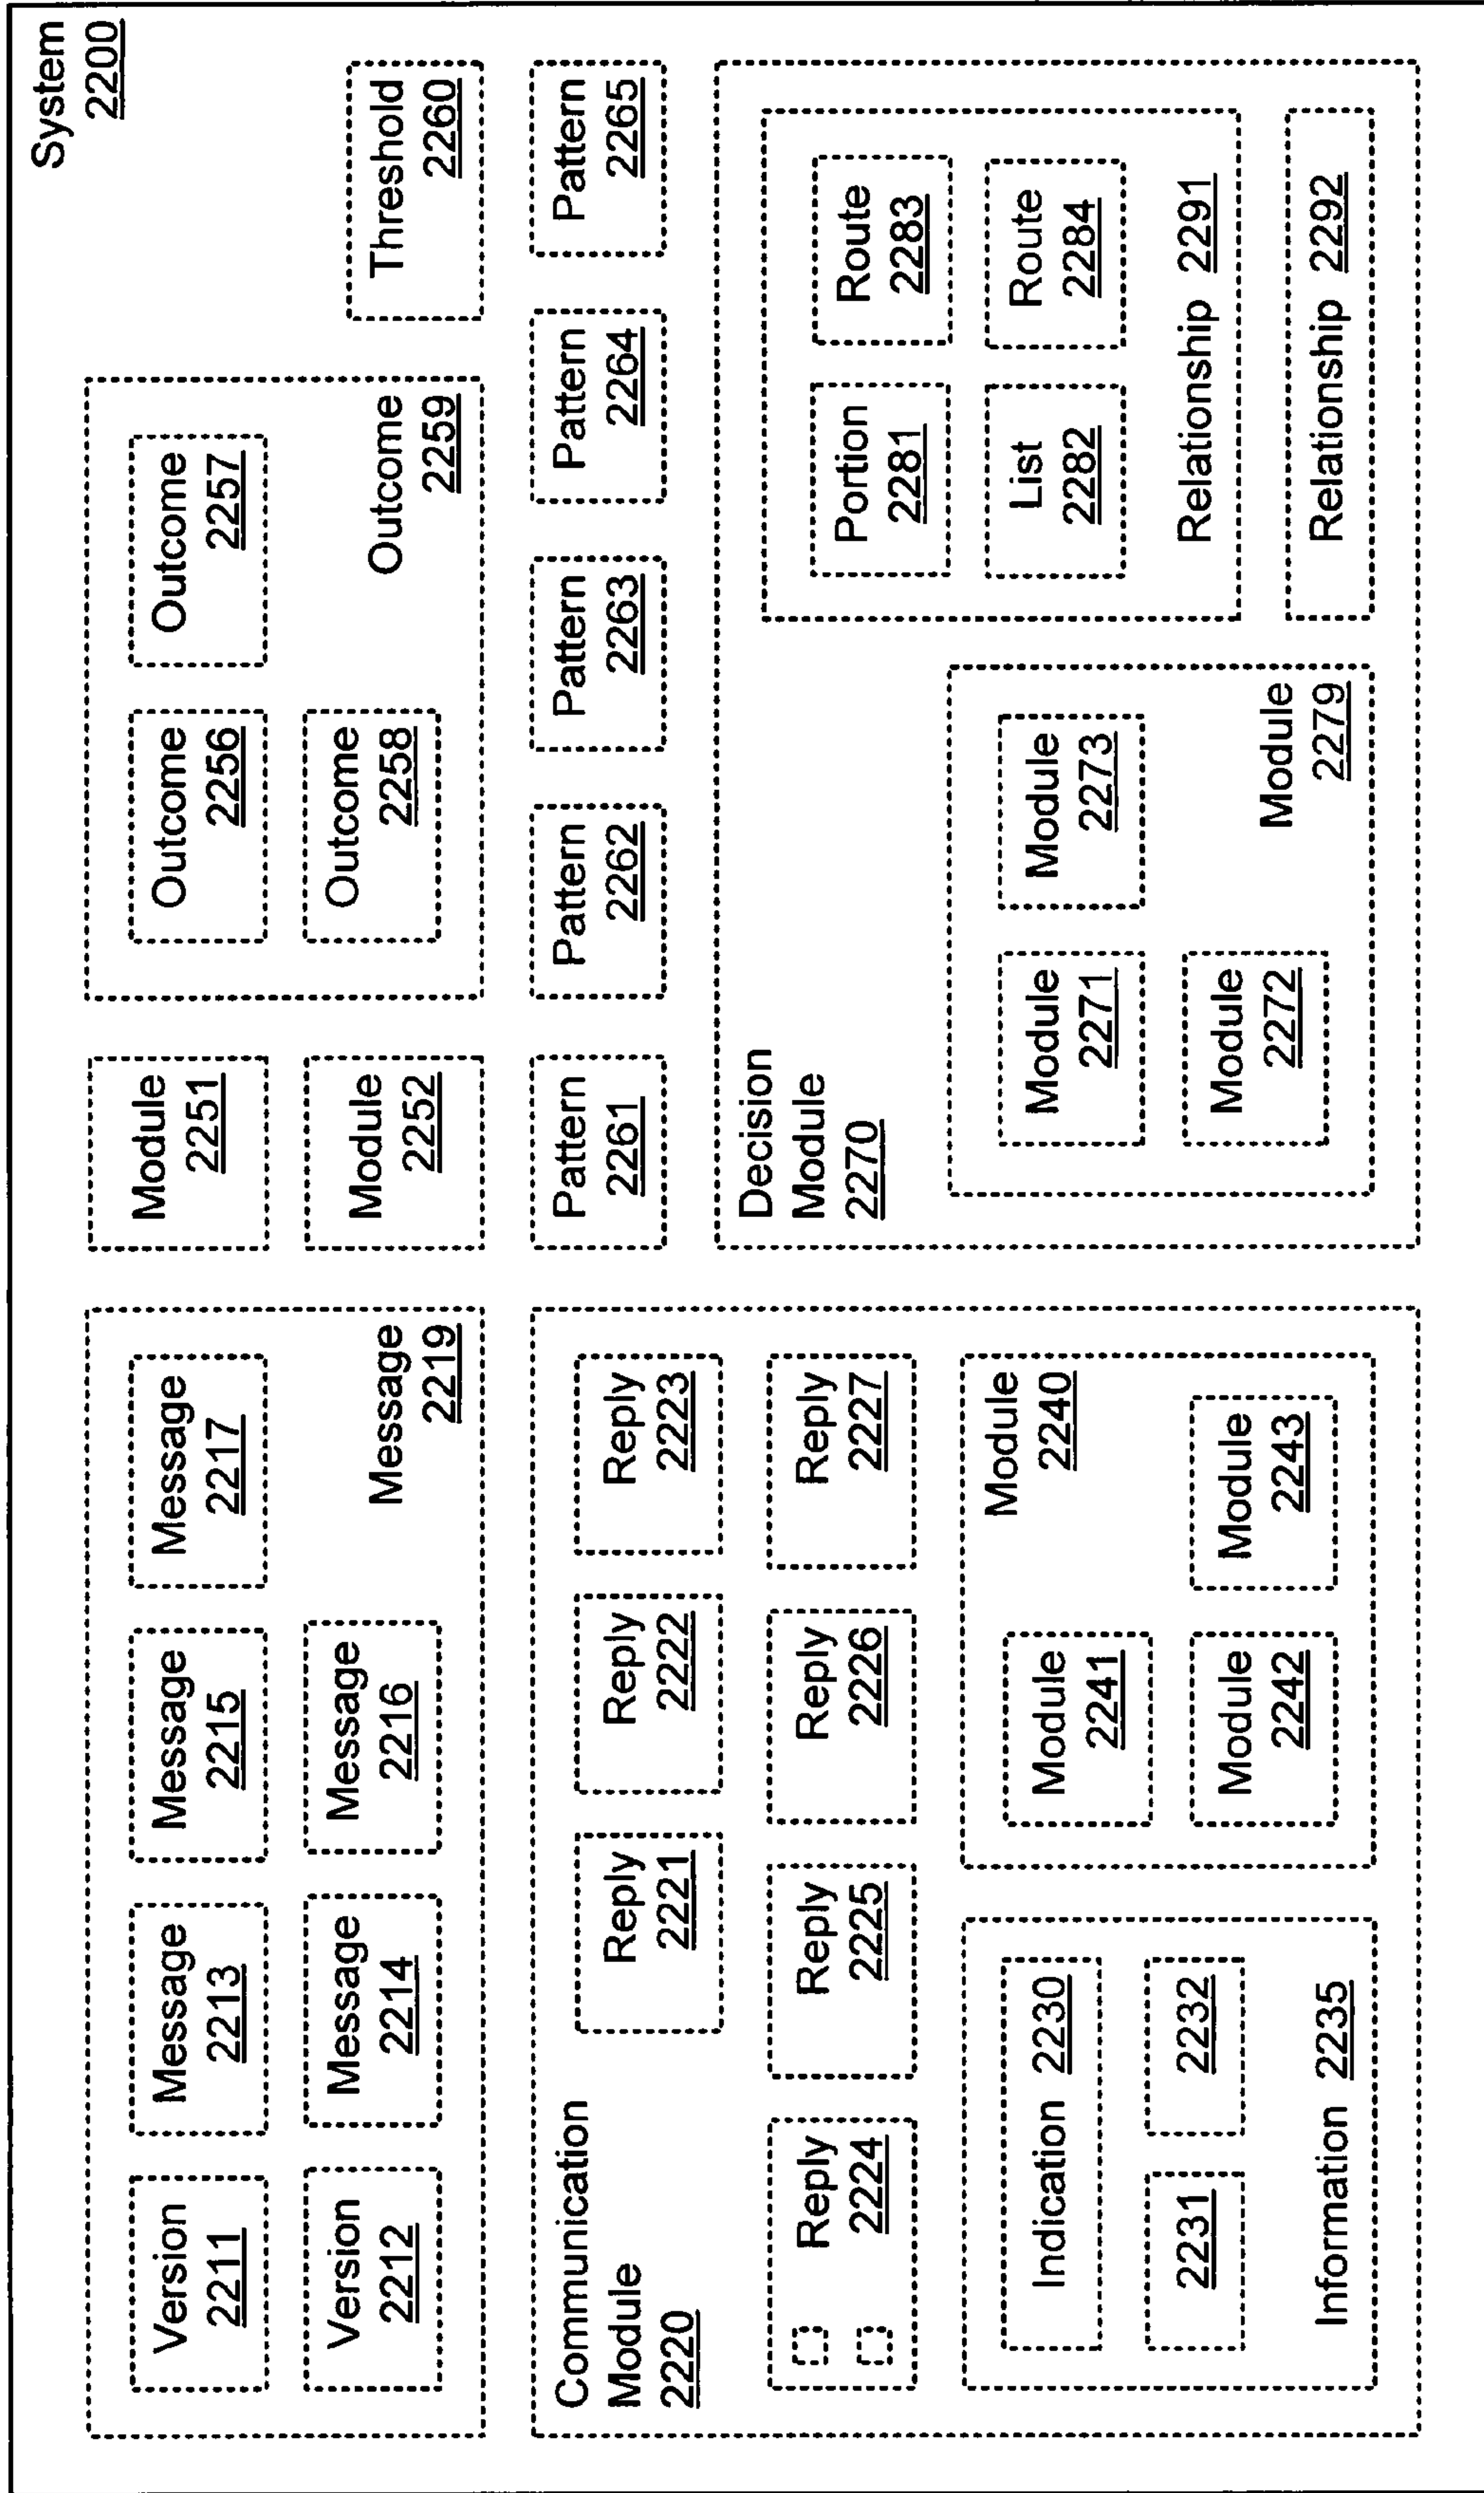 System
2200
Version
2211
Message
2213
Message
2215
Message
2217
Version
2212
Message
2214
Message
2216
Message
2219
Module
2251
Module
2252
Outcome
2256
Outcome
2257
Outcome
2258
Outcome
2259
Threshold
2260
Pattern
2261
Pattern
2262
Pattern
2263
Pattern
2264
Pattern
2265
Communication
Module
2220
Reply
2221
Reply
2222
Reply
2223
Reply
2224
Reply
2225
Reply
2226
Reply
2227
Indication 2230
2231
2232
Information 2235
Module
2240
Module
2241
Module
2242
Module
2243
Decision
Module
2270
Module
2271
Module
2273
Module
2272
Module
2279
Portion
2281
Route
2283
List
2282
Route
2284
Relationship 2291
Relationship 2292